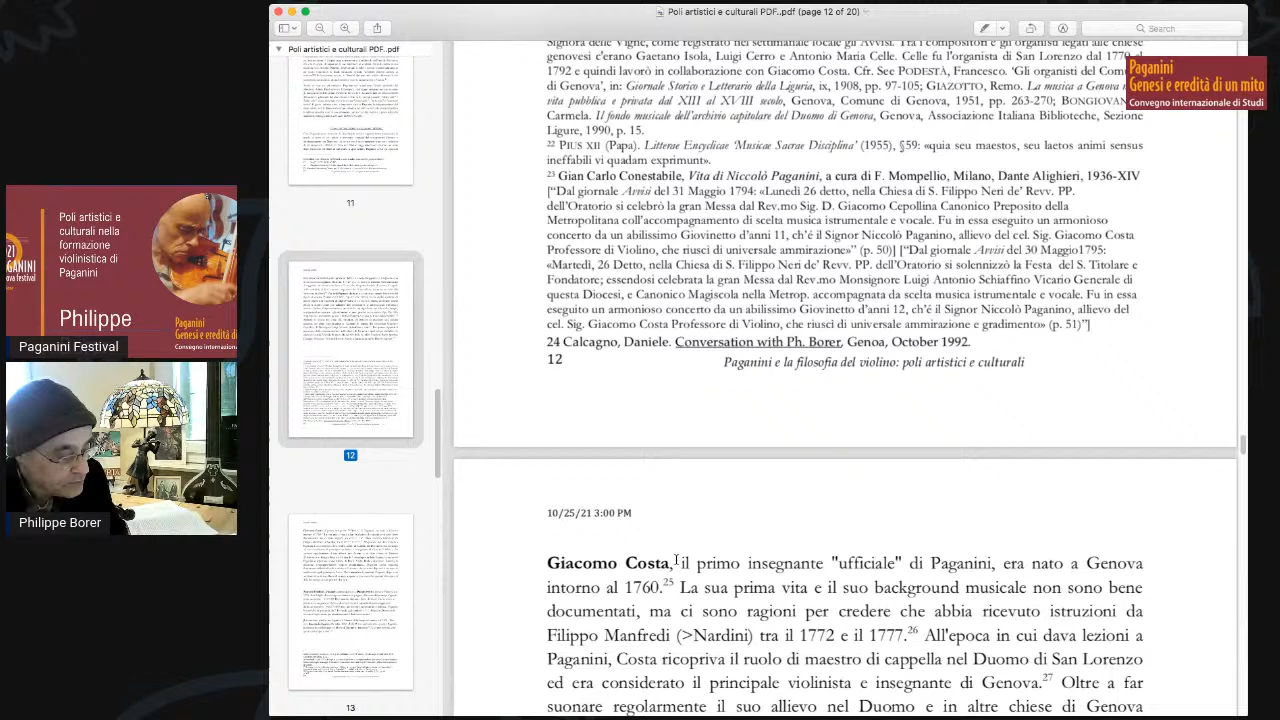 Poli artistici e culturali PDF..pdf (page 12 of 20)
Search
Poli artistici e culturali PDF..pdf
11
12
13
Paganini
Genesi e eredità di un mito
Convegno internazionale di Studi
Poli artistici e
culturali nella
formazione
violinistica di
Paganini
Philippe
Paganini
Genesi e eredità di
Convegno internazion
Paganini Festival
Philippe Borer
Signora delle Vigne, come registrato nel settimanale gli Avvisi. Tra i compositori e gli organisti legati alle chiese
genovesi c'erano Gaetano Isola, Luigi Cerro e Antonio Maria Celle. Celle fu l'organista di San Lorenzo dal 1770 al
1792 e quindi lavorò in collaborazione con Giacomo Costa. Cfr. See PODESTÀ, Francesco. 'Gli organisti del Com
di Genova', in: Giornale Storico e Letterario della Liguria, 1908, pp. 97-105; GIAZOTTO, Remo. La musica a Genova n
vita pubblica e privata dal XIII al XVIII secolo, Genova, Comune di Genova, 1951, pp. 269-270, BONGIOVAN
Carmela. Il fondo musicale dell'archivio capitolare del Duomo di Genova, Genova, Associazione Italiana Biblioteche, Sezione
Ligure, 1990, p. 15.
22 PIUS XII (Papa). Litterae Encyclicae 'Musicae Sacrae Disciplina' (1955), §59: «quia seu maestos, seu laetos animi sensus
ineffabili vi quadam exprimunt».
23 Gian Carlo Conestabile, Vita di Niccolò Paganini, a cura di F. Mompellio, Milano, Dante Alighieri, 1936-XIV
[“Dal giornale Avvisi del 31 Maggio 1794: «Lunedì 26 detto, nella Chiesa di S. Filippo Neri de' Revv. PP.
dell'Oratorio si celebrò la gran Messa dal Rev.mo Sig. D. Giacomo Cepollina Canonico Preposito della
Metropolitana coll'accompagnamento di scelta musica istrumentale e vocale. Fu in essa eseguito un armonioso
concerto da un abilissimo Giovinetto d'anni 11, ch'è il Signor Niccolò Paganino, allievo del cel. Sig. Giacomo Costa
Professore di Violino, che riuscì di universale ammirazione»” (p. 50)] [“Dal giornale Avvisi del 30 Maggio1795:
«Martedì, 26 Detto, nella Chiesa di S. Filippo Neri de' Revv. PP. dell'Oratorio si solennizzò la Festa del S. Titolare e
Fondatore; essendosi celebrata la gran Messa dal Rev.mo Monsignore Luigi Antonio Schiaffino Vicario Generale di
questa Diocesi, e Canonico Magiscola nella Metrop. accompagnata da scelta musica istrumentale e vocale. Fu in essa
eseguito un armonioso concerto da un abilissimo Giovinetto d'anni 12, ch'è il Signor Niccolò Paganino, allievo del
cel. Sig. Giacomo Costa Professore di Violino, che riuscì di universale ammirazione e gradimento» (p. 51)”]
24 Calcagno, Daniele. Conversation with Ph. Borer, Genoa, October 1992.
12
Poetica e filosofia del violino: poli artistici e culturali
10/25/21 3:00 PM
Giacomo Costa, il primo insegnante "ufficiale" di Paganini, era nato a Genova
intorno al 1760.25 La sua prima vita e il suo background musicale non sono bene
documentati, ma ci sono ragioni per credere che abbia ricevuto istruzioni da
Filippo Manfredi (>Nardini) tra il 1772 e il 1777.26 All'epoca in cui dava lezioni a
Paganini, Costa ricopriva il ruolo di maestro di cappella nel Duomo di San Lorenzo
ed era considerato il principale violinista e insegnante di Genova.27 Oltre a far
suonare regolarmente il suo allievo nel Duomo e in altre chiese di Genova